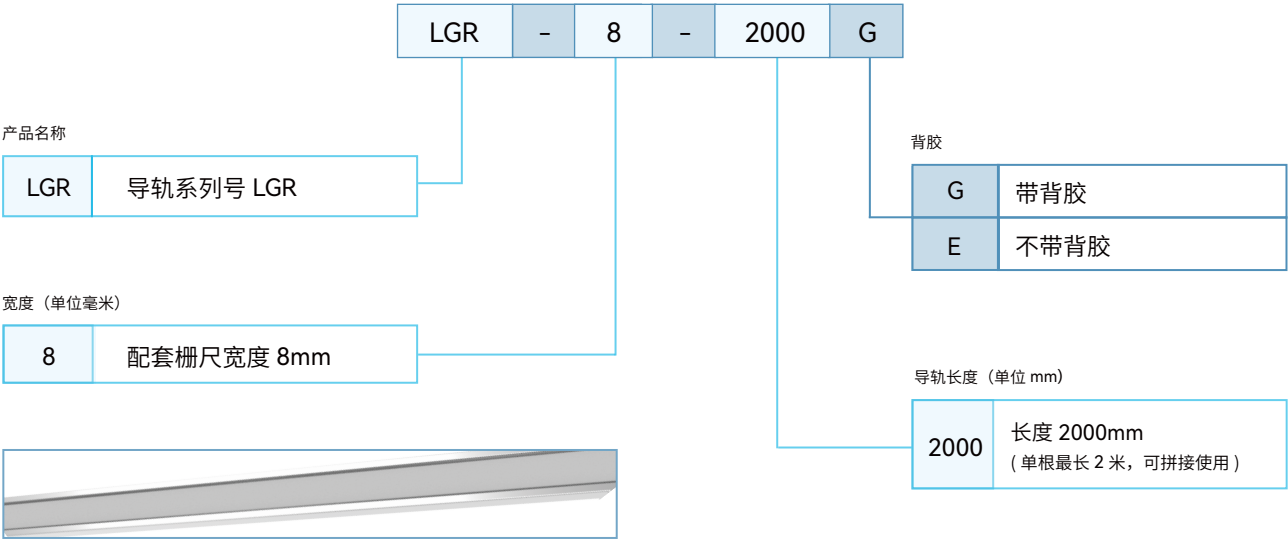 LGR - 8 - 2000 G
产品名称
LGR 导轨系列号 LGR
宽度（单位毫米）
8 配套栅尺宽度 8mm
背胶
G 带背胶
E 不带背胶
导轨长度（单位 mm)
2000 长度 2000mm
( 单根最长 2 米，可拼接使用 )